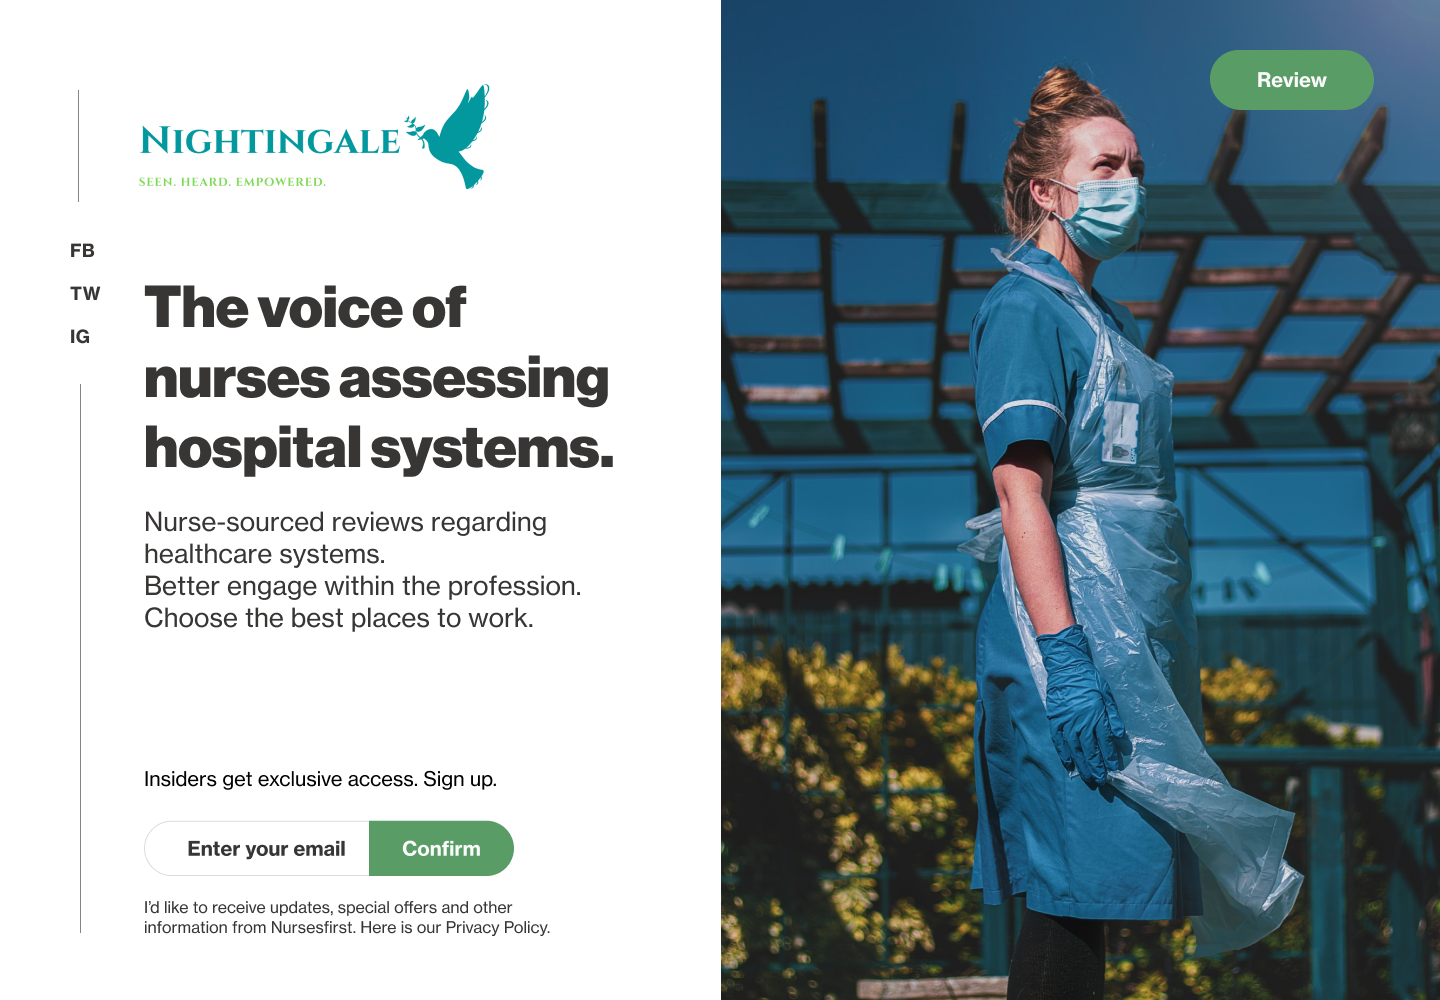 NIGHTINGALE
SEEN. HEARD. EMPOWERED.
Review
FB
TW
IG
The voice of
nurses assessing
hospital systems.
Nurse-sourced reviews regarding
healthcare systems.
Better engage within the profession.
Choose the best places to work.
Insiders get exclusive access. Sign up.
Enter your email
Confirm
I'd like to receive updates, special offers and other
information from Nursesfirst. Here is our Privacy Policy.